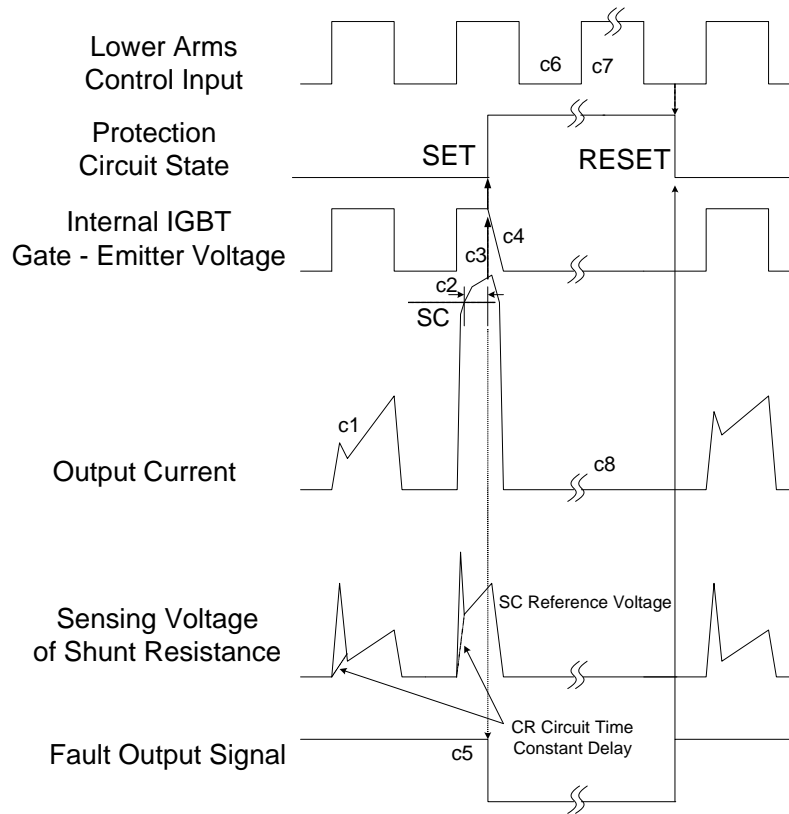 Lower Arms
Control Input
c6
c7
Protection
Circuit State
SET
RESET
Internal IGBT
Gate - Emitter Voltage
c3
c4
c2
SC
c1
Output Current
c8
SC Reference Voltage
Sensing Voltage
of Shunt Resistance
CR Circuit Time
Constant Delay
Fault Output Signal
c5